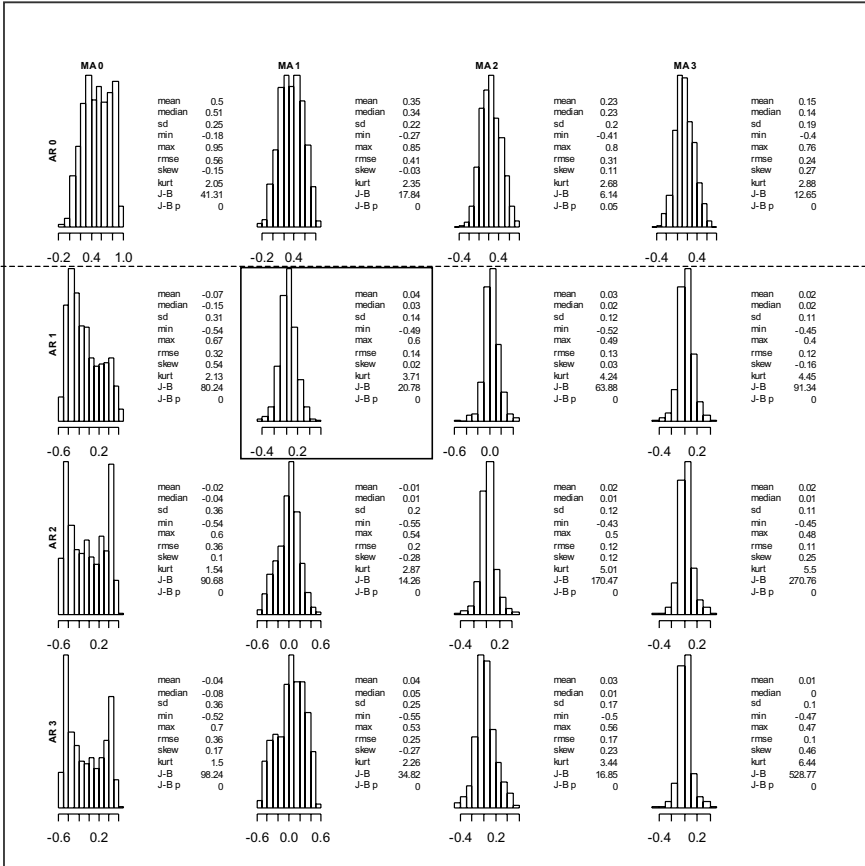 MA 0 MA 1 MA 2 MA 3
AR 0
mean 0.5
median 0.51
sd 0.25
min -0.18
max 0.95
rmse 0.56
skew -0.15
kurt 2.05
J-B 41.31
J-B p 0
-0.2 0.4 1.0
mean 0.35
median 0.34
sd 0.22
min -0.27
max 0.85
rmse 0.41
skew -0.03
kurt 2.35
J-B 17.84
J-B p 0
-0.2 0.4
mean 0.23
median 0.23
sd 0.2
min -0.41
max 0.8
rmse 0.31
skew 0.11
kurt 2.68
J-B 6.14
J-B p 0.05
-0.4 0.4
mean 0.15
median 0.14
sd 0.19
min -0.4
max 0.76
rmse 0.24
skew 0.27
kurt 2.88
J-B 12.65
J-B p 0
-0.4 0.4
AR 1
mean -0.07
median -0.15
sd 0.31
min -0.54
max 0.67
rmse 0.32
skew 0.54
kurt 2.13
J-B 80.24
J-B p 0
-0.6 0.2
mean 0.04
median 0.03
sd 0.14
min -0.49
max 0.6
rmse 0.14
skew 0.02
kurt 3.71
J-B 20.78
J-B p 0
-0.4 0.2
mean 0.03
median 0.02
sd 0.12
min -0.52
max 0.49
rmse 0.13
skew 0.03
kurt 4.24
J-B 63.88
J-B p 0
-0.6 0.0
mean 0.02
median 0.02
sd 0.11
min -0.45
max 0.4
rmse 0.12
skew -0.16
kurt 4.45
J-B 91.34
J-B p 0
-0.4 0.2
AR 2
mean -0.02
median -0.04
sd 0.36
min -0.54
max 0.6
rmse 0.36
skew 0.1
kurt 1.54
J-B 90.68
J-B p 0
-0.6 0.2
mean -0.01
median 0.01
sd 0.2
min -0.55
max 0.54
rmse 0.2
skew -0.28
kurt 2.87
J-B 14.26
J-B p 0
-0.6 0.0 0.6
mean 0.02
median 0.01
sd 0.12
min -0.43
max 0.5
rmse 0.12
skew 0.12
kurt 5.01
J-B 170.47
J-B p 0
-0.4 0.2
mean 0.02
median 0.01
sd 0.11
min -0.45
max 0.48
rmse 0.11
skew 0.25
kurt 5.5
J-B 270.76
J-B p 0
-0.4 0.2
AR 3
mean -0.04
median -0.08
sd 0.36
min -0.52
max 0.7
rmse 0.36
skew 0.17
kurt 1.5
J-B 98.24
J-B p 0
-0.6 0.2
mean 0.04
median 0.05
sd 0.25
min -0.55
max 0.53
rmse 0.25
skew -0.27
kurt 2.26
J-B 34.82
J-B p 0
-0.6 0.0 0.6
mean 0.03
median 0.01
sd 0.17
min -0.5
max 0.56
rmse 0.17
skew 0.23
kurt 3.44
J-B 16.85
J-B p 0
-0.4 0.2
mean 0.01
median 0
sd 0.1
min -0.47
max 0.47
rmse 0.1
skew 0.46
kurt 6.44
J-B 528.77
J-B p 0
-0.4 0.2